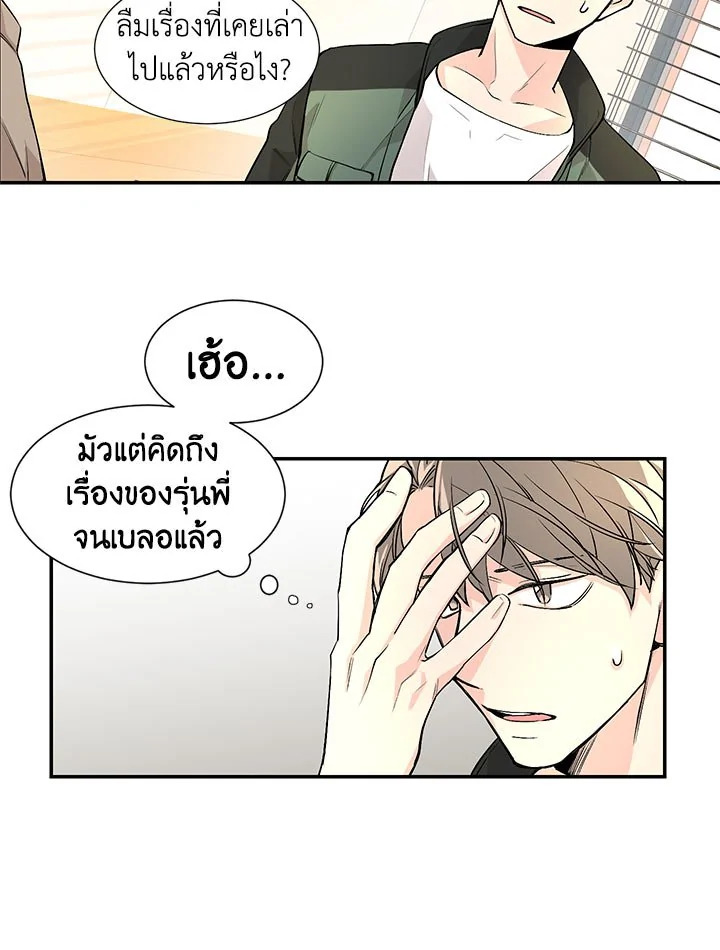 ลืมเรื่องที่เคยเล่า
ไปแล้วหรือไง?
เฮ้อ...
มัวแต่คิดถึง
เรื่องของรุ่นพี่
จนเบลอแล้ว